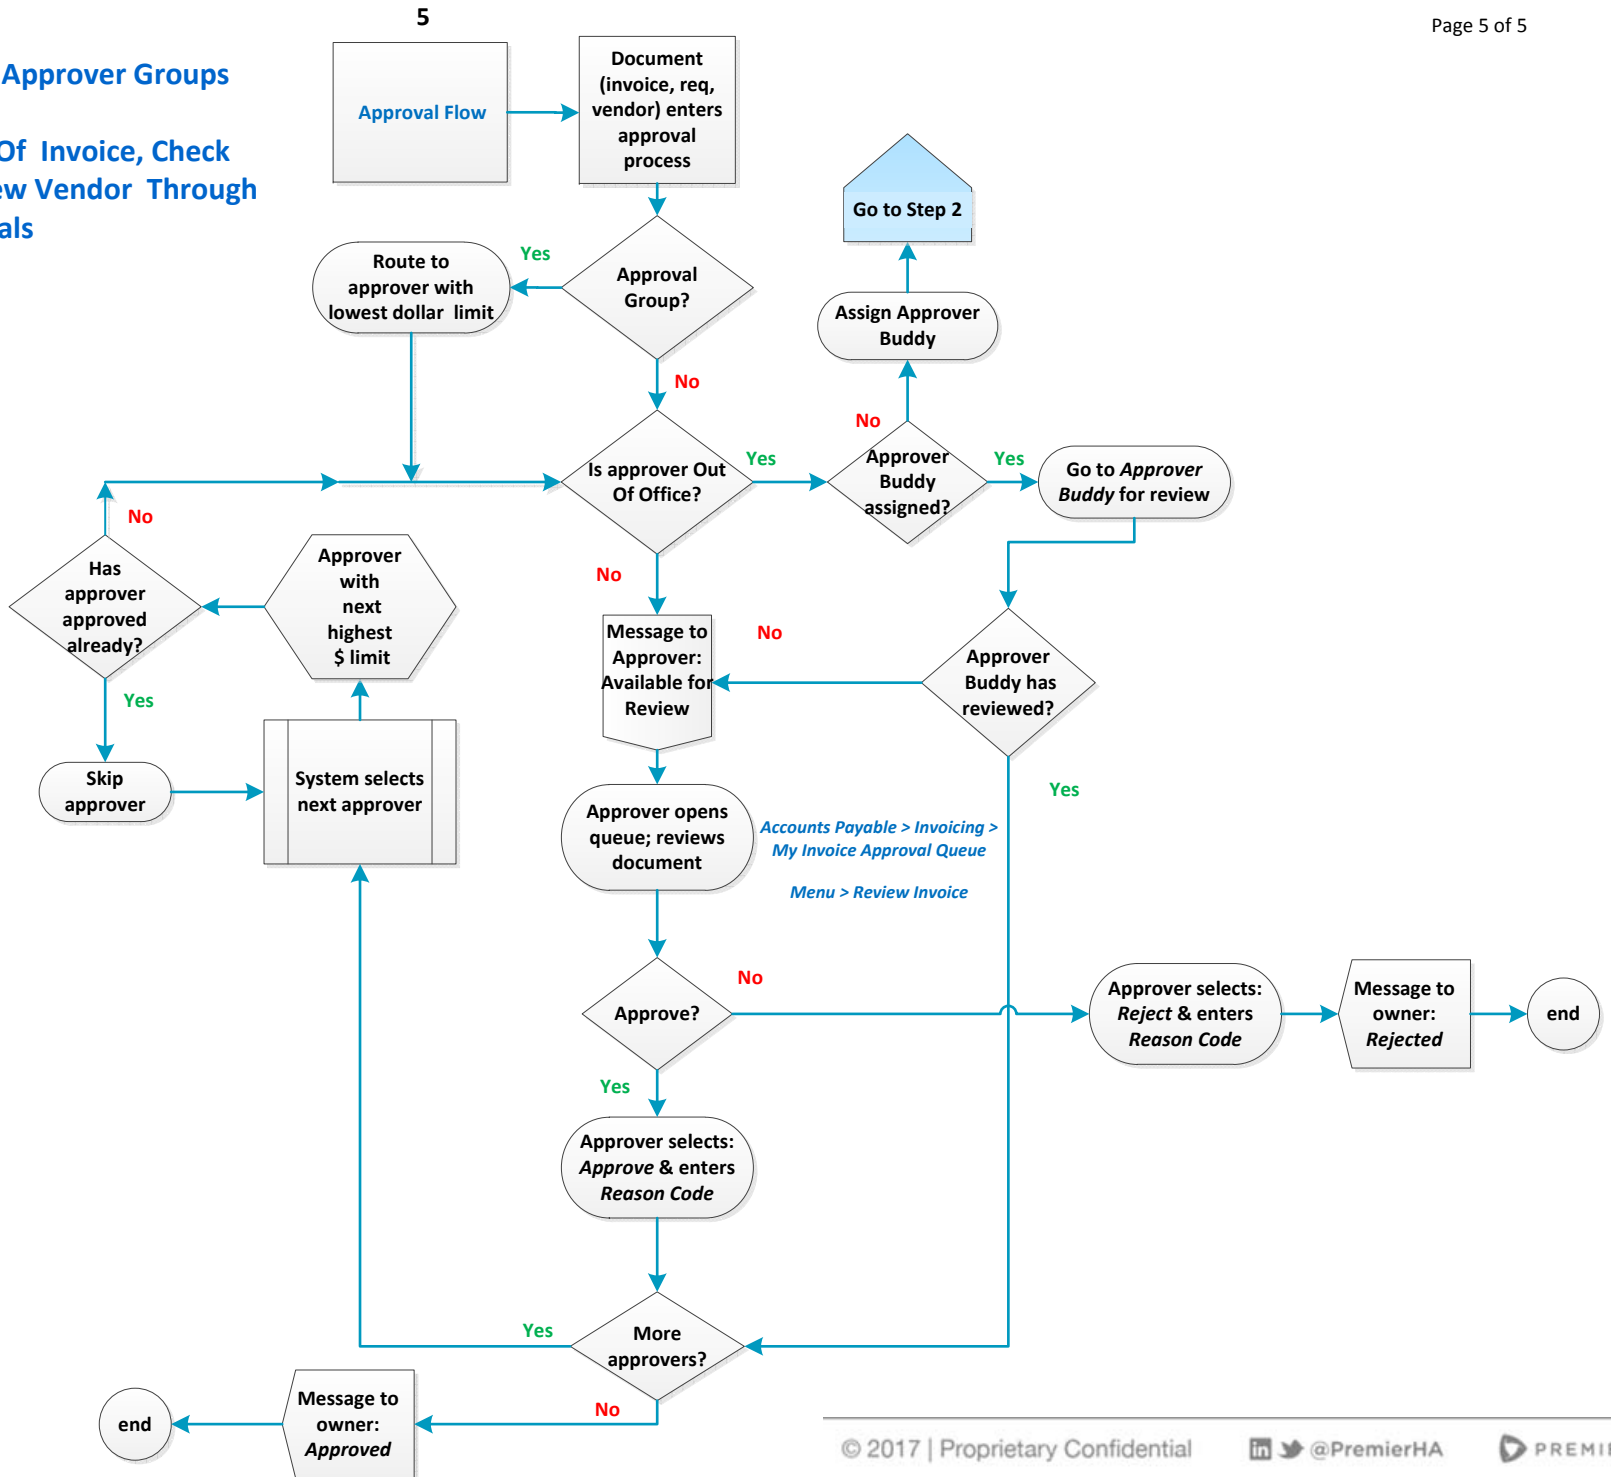 5
Page 5 of 5
Approver Groups
Of Invoice, Check
ew Vendor Through
als
Approval Flow
Document
(invoice, req,
vendor) enters
approval
process
Go to Step 2
Yes
Route to
approver with
lowest dollar limit
Approval
Group?
Assign Approver
Buddy
No
No
Is approver Out
Of Office?
Yes
Approver
Buddy
assigned?
Yes
Go to Approver
Buddy for review
No
Has
approver
approved
already?
Approver
with
next
highest
$ limit
No
Message to
Approver:
Available for
Review
No
Approver
Buddy has
reviewed?
Yes
Skip
approver
System selects
next approver
Yes
Approver opens
queue; reviews
document
Accounts Payable > Invoicing >
My Invoice Approval Queue
Menu > Review Invoice
Approve?
No
Approver selects:
Reject & enters
Reason Code
Message to
owner:
Rejected
end
Yes
Approver selects:
Approve & enters
Reason Code
Yes
More
approvers?
No
Message to
owner:
Approved
end
© 2017 | Proprietary Confidential
in @PremierHA
PREMIE